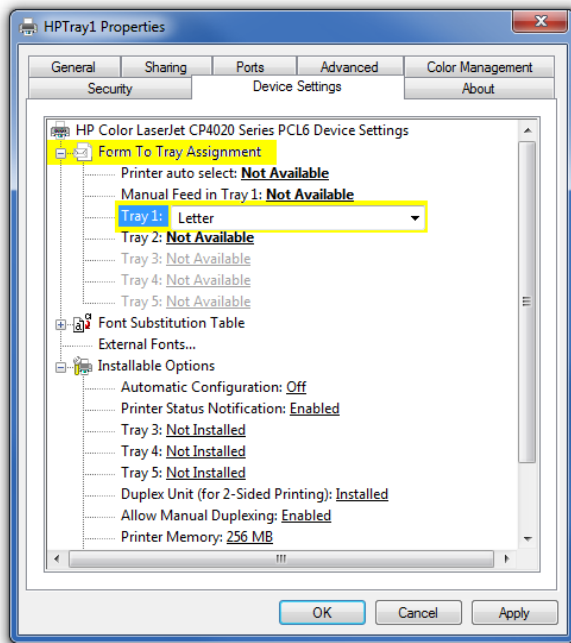 HPTray1 Properties
General Sharing Ports Advanced Color Management
Security Device Settings About
HP Color LaserJet CP4020 Series PCL6 Device Settings
Form To Tray Assignment
Printer auto select: Not Available
Manual Feed in Tray 1: Not Available
Tray 1: Letter
Tray 2: Not Available
Tray 3: Not Available
Tray 4: Not Available
Tray 5: Not Available
Font Substitution Table
External Fonts...
Installable Options
Automatic Configuration: Off
Printer Status Notification: Enabled
Tray 3: Not Installed
Tray 4: Not Installed
Tray 5: Not Installed
Duplex Unit (for 2-Sided Printing): Installed
Allow Manual Duplexing: Enabled
Printer Memory: 256 MB
OK Cancel Apply